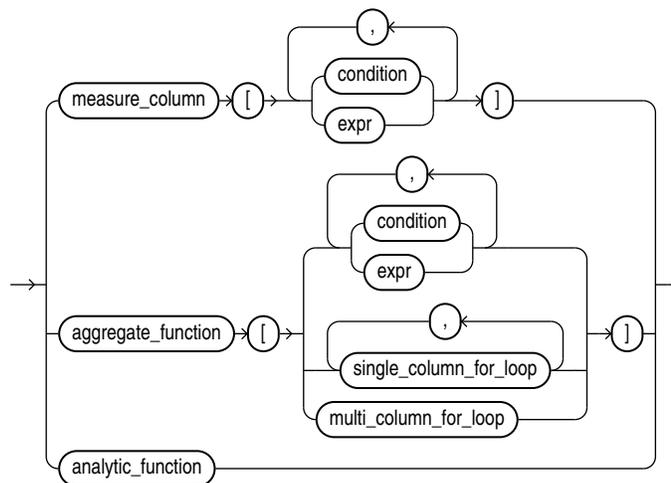 ,
condition
measure_column [ ]
expr
,
condition
expr
,
aggregate_function [ ]
single_column_for_loop
multi_column_for_loop
analytic_function